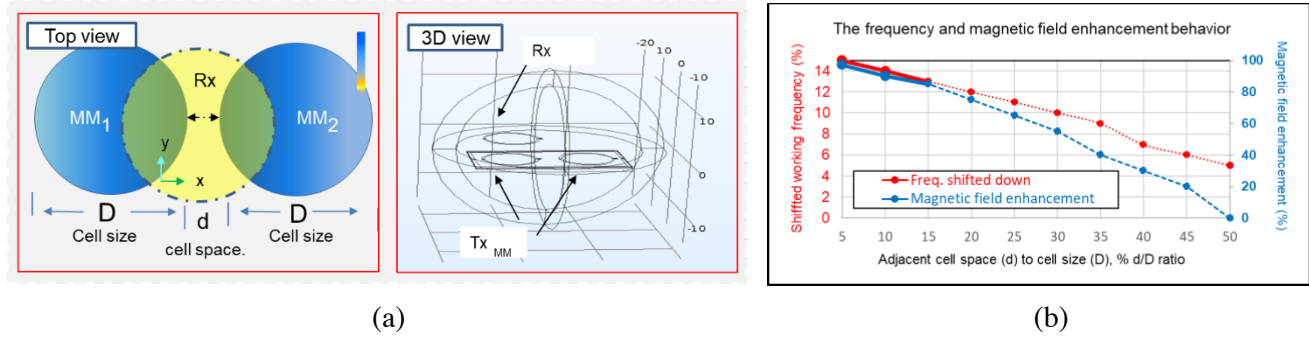 Top view
Rx
MM1
MM2
y
x
D
d
D
Cell size
Cell size
cell space.
3D view
Rx
-20
10
0
-10
10
0
-10
Tx MM
(a)
The frequency and magnetic field enhancement behavior
Shiffted working frequency (%)
14
12
10
8
6
4
2
0
100
80
60
40
20
0
Magnetic field enhancement (%)
Freq. shifted down
Magnetic field enhancement
5 10 15 20 25 30 35 40 45 50
Adjacent cell space (d) to cell size (D), % d/D ratio
(b)